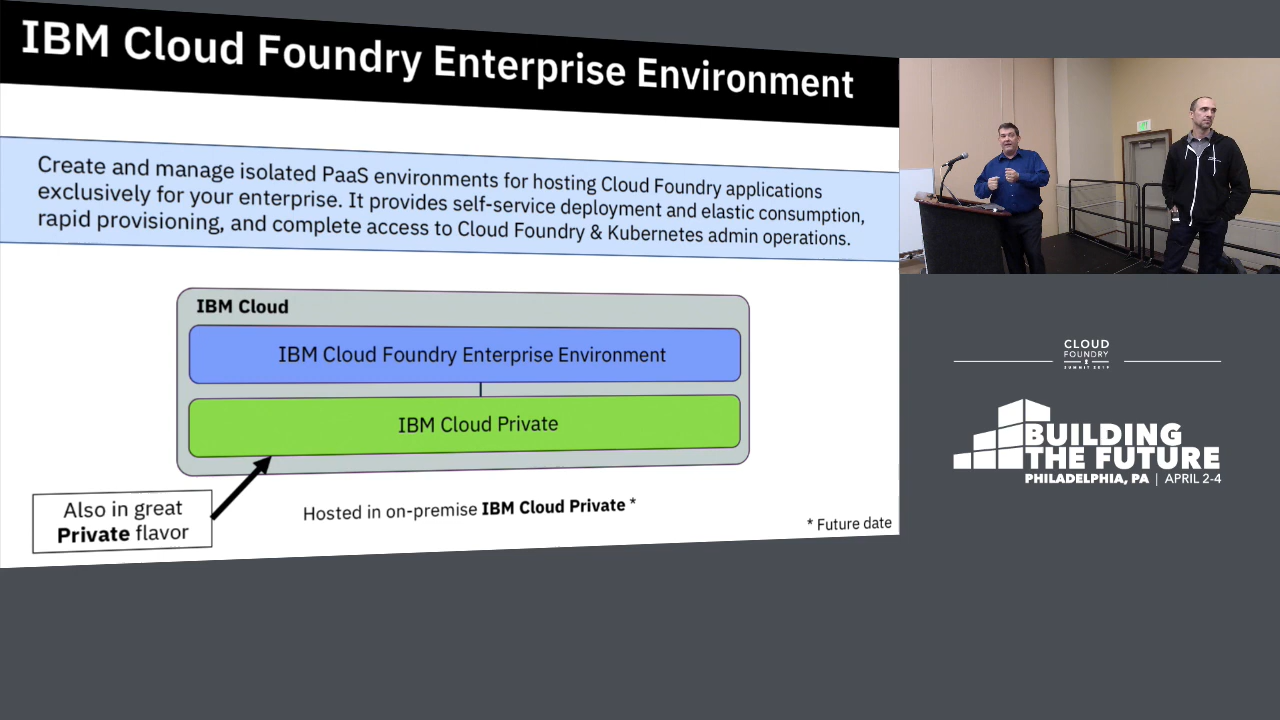 IBM Cloud Foundry Enterprise Environment
Create and manage isolated PaaS environments for hosting Cloud Foundry applications
exclusively for your enterprise. It provides self-service deployment and elastic consumption,
rapid provisioning, and complete access to Cloud Foundry & Kubernetes admin operations.
IBM Cloud
IBM Cloud Foundry Enterprise Environment
IBM Cloud Private
Also in great
Private flavor
Hosted in on-premise IBM Cloud Private *
* Future date
CLOUD
FOUNDRY
SUMMIT 2019
BUILDING
THE FUTURE
PHILADELPHIA, PA | APRIL 2-4